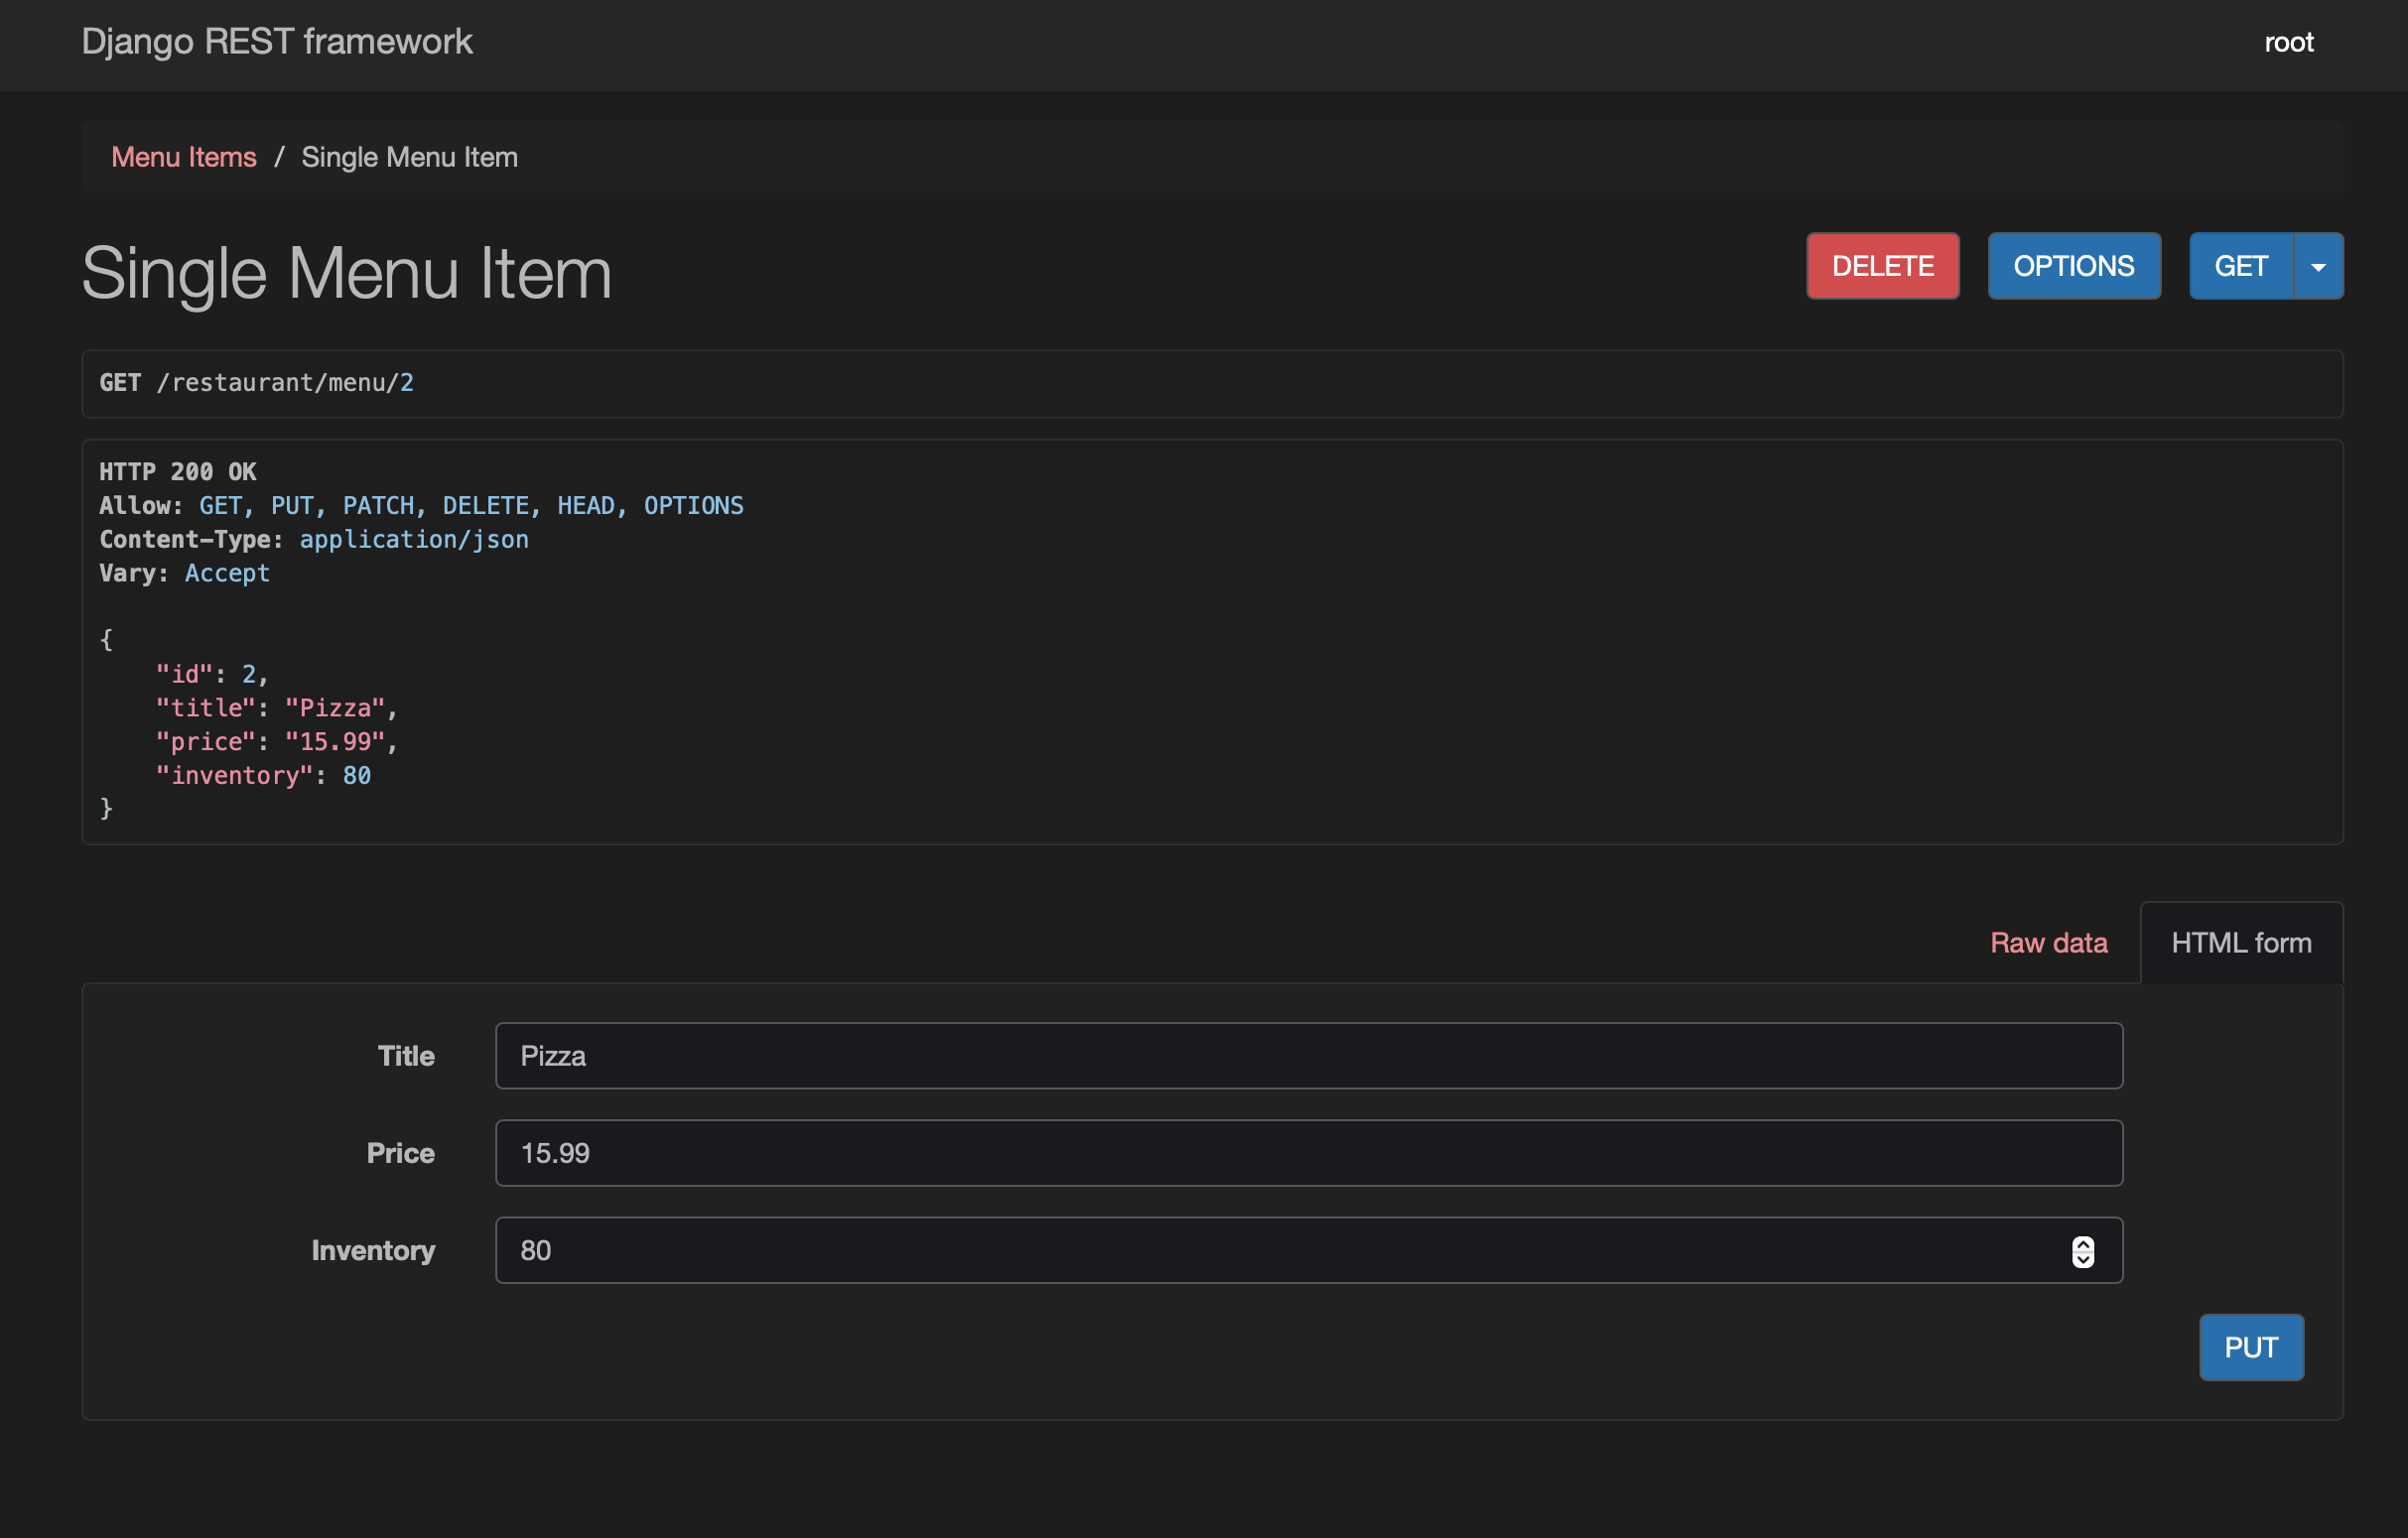 Django REST framework
root
Menu Items / Single Menu Item
Single Menu Item
DELETE
OPTIONS
GET
GET /restaurant/menu/2
HTTP 200 OK
Allow: GET, PUT, PATCH, DELETE, HEAD, OPTIONS
Content-Type: application/json
Vary: Accept
{
    "id": 2,
    "title": "Pizza",
    "price": "15.99",
    "inventory": 80
}
Raw data
HTML form
Title
Pizza
Price
15.99
Inventory
80
PUT